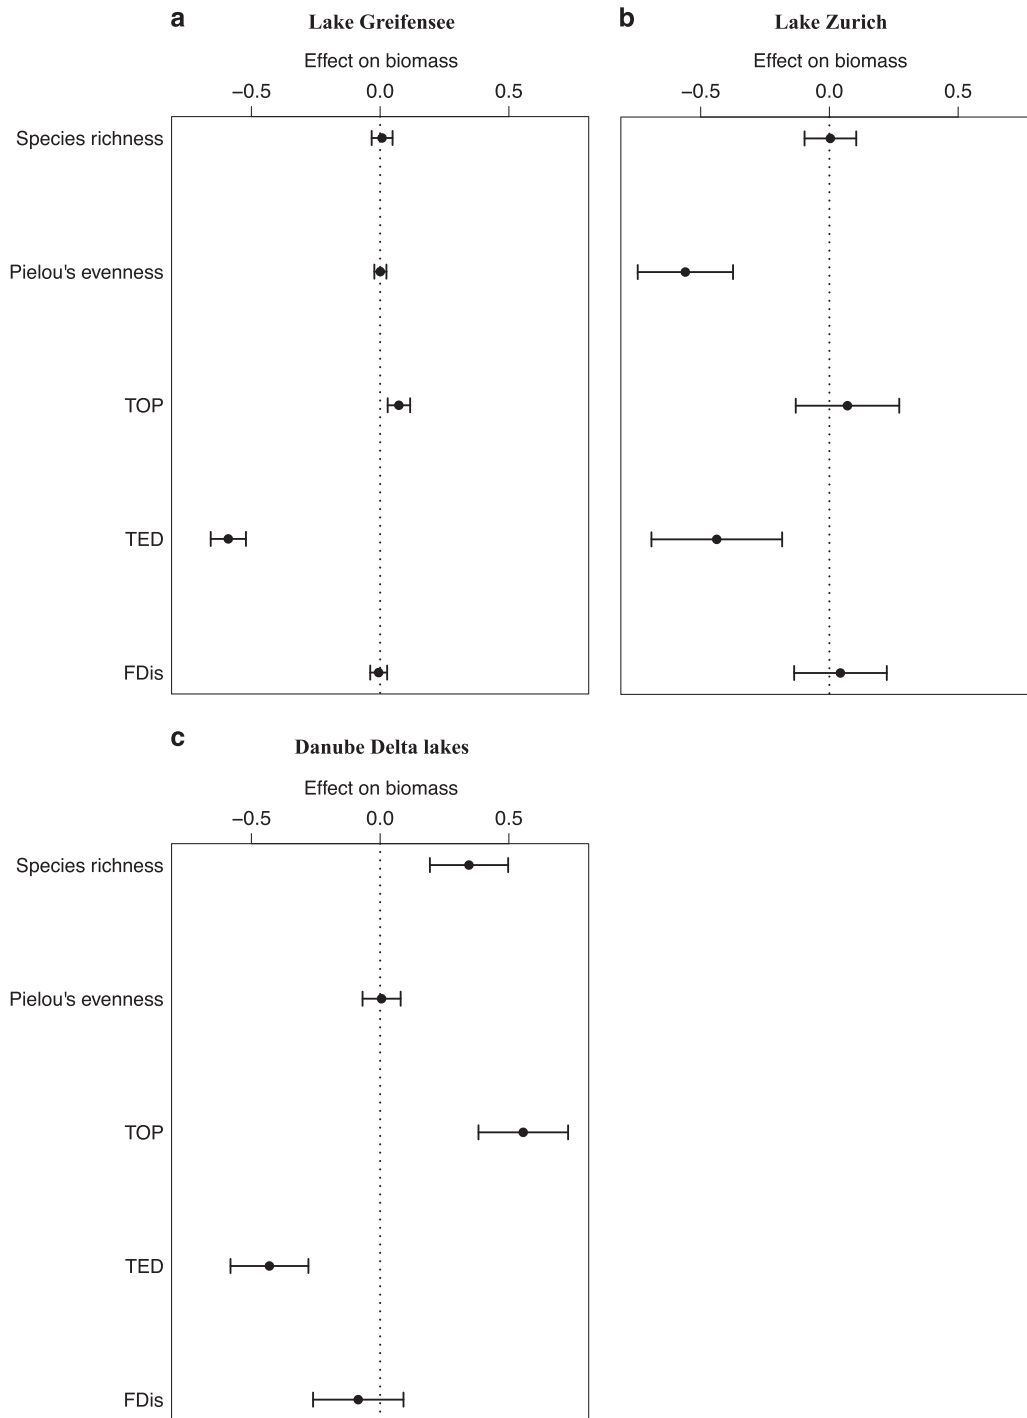 a Lake Greifensee
Effect on biomass
−0.5 0.0 0.5
Species richness
Pielou's evenness
TOP
TED
FDis
b Lake Zurich
Effect on biomass
−0.5 0.0 0.5
c Danube Delta lakes
Effect on biomass
−0.5 0.0 0.5
Species richness
Pielou's evenness
TOP
TED
FDis